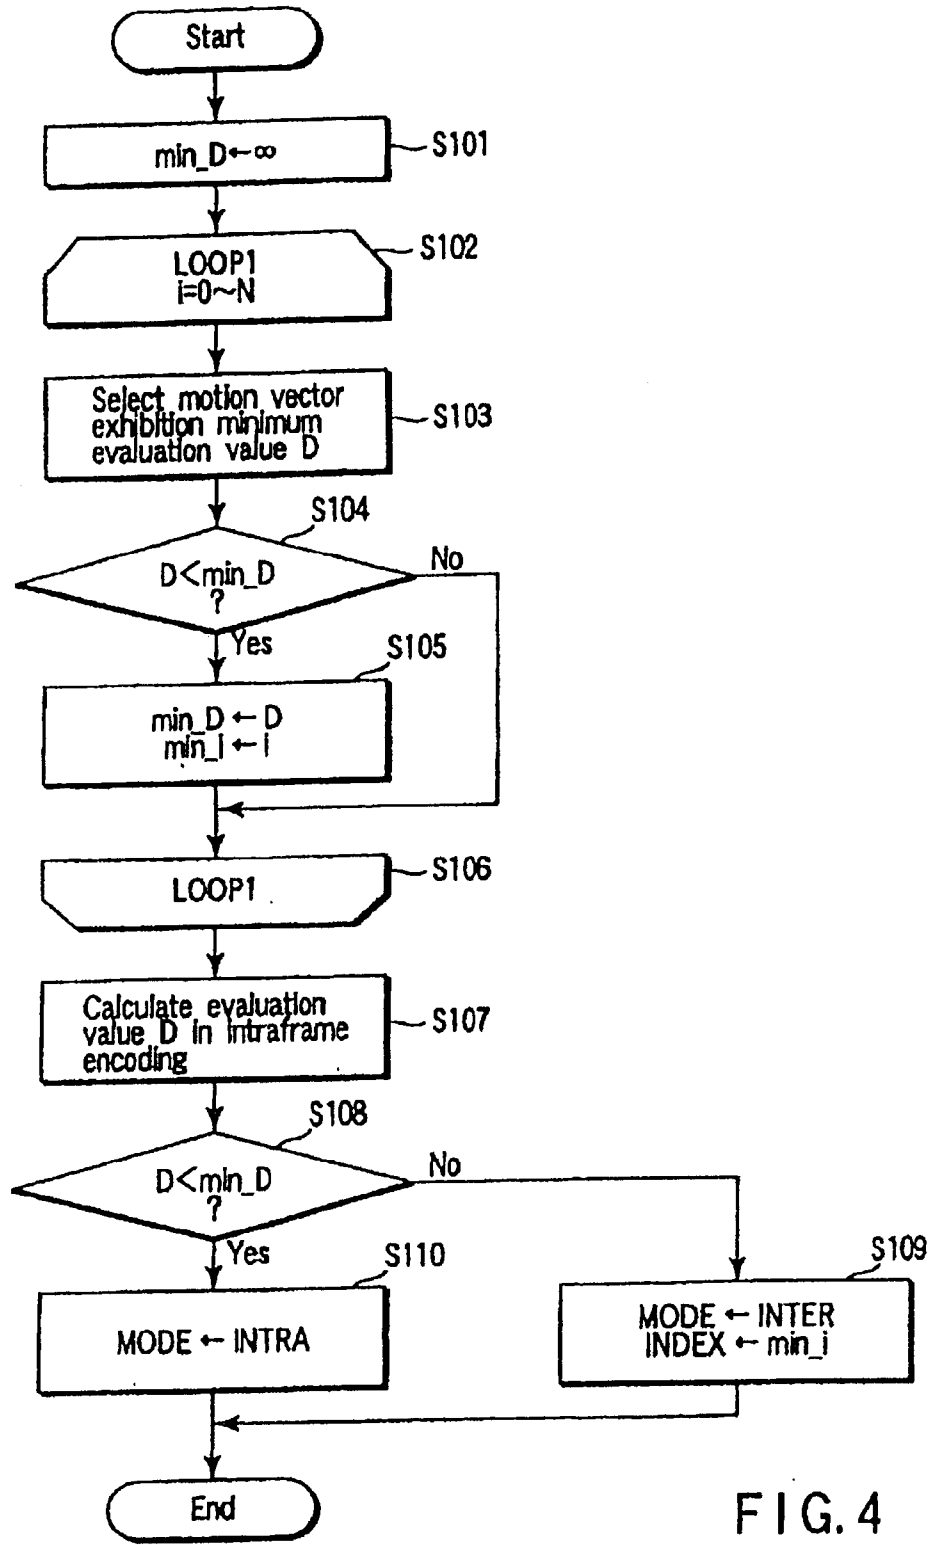 Start
min_D←∞
S101
LOOP1
i=0~N
S102
Select motion vector
exhibition minimum
evaluation value D
S103
S104
D<min_D
?
No
Yes
S105
min_D ← D
min_i ← i
LOOP1
S106
Calculate evaluation
value D in intraframe
encoding
S107
S108
D<min_D
?
No
Yes
S110
MODE ← INTRA
S109
MODE ← INTER
INDEX ← min_i
End
FIG. 4